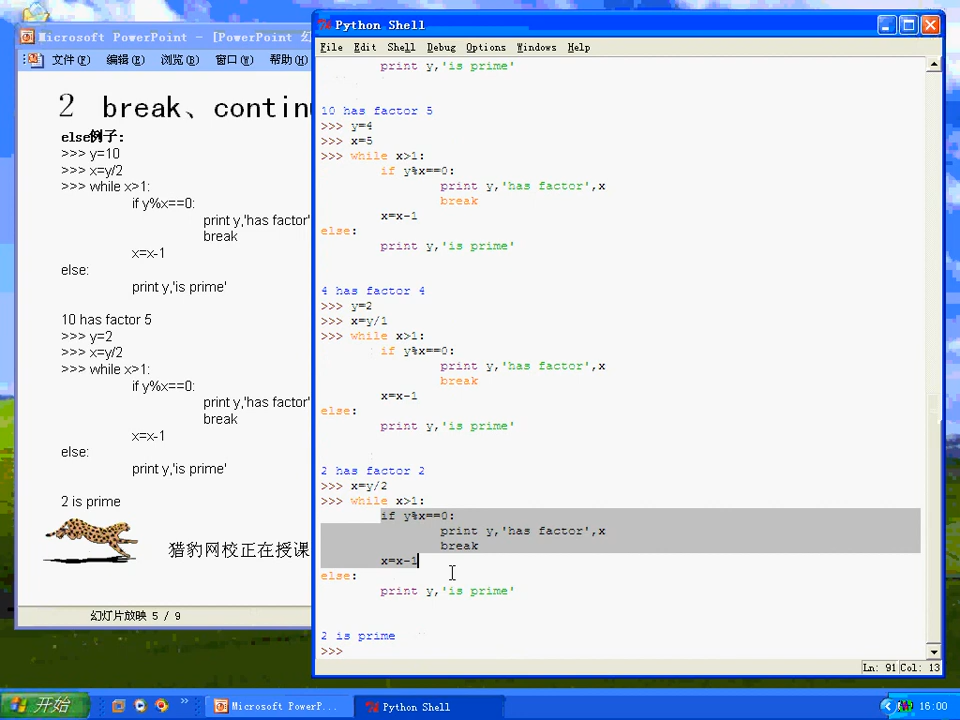 Microsoft PowerPoint - [PowerPoint 幻
文件(F) 编辑(E) 浏览(B) 窗口(W) 帮助(H)
2 break、continu
else例子:
>>> y=10
>>> x=y/2
>>> while x>1:
if y%x==0:
print y,'has factor'
break
x=x-1
else:
print y,'is prime'
10 has factor 5
>>> y=2
>>> x=y/2
>>> while x>1:
if y%x==0:
print y,'has factor'
break
x=x-1
else:
print y,'is prime'
2 is prime
猎豹网校正在授课
幻灯片放映 5 / 9
Python Shell
File Edit Shell Debug Options Windows Help
print y,'is prime'
10 has factor 5
>>> y=4
>>> x=5
>>> while x>1:
if y%x==0:
print y,'has factor',x
break
x=x-1
else:
print y,'is prime'
4 has factor 4
>>> y=2
>>> x=y/1
>>> while x>1:
if y%x==0:
print y,'has factor',x
break
x=x-1
else:
print y,'is prime'
2 has factor 2
>>> x=y/2
>>> while x>1:
if y%x==0:
print y,'has factor',x
break
x=x-1
else:
print y,'is prime'
2 is prime
>>>
Ln: 91 Col: 13
开始 Microsoft PowerP... Python Shell 16:00